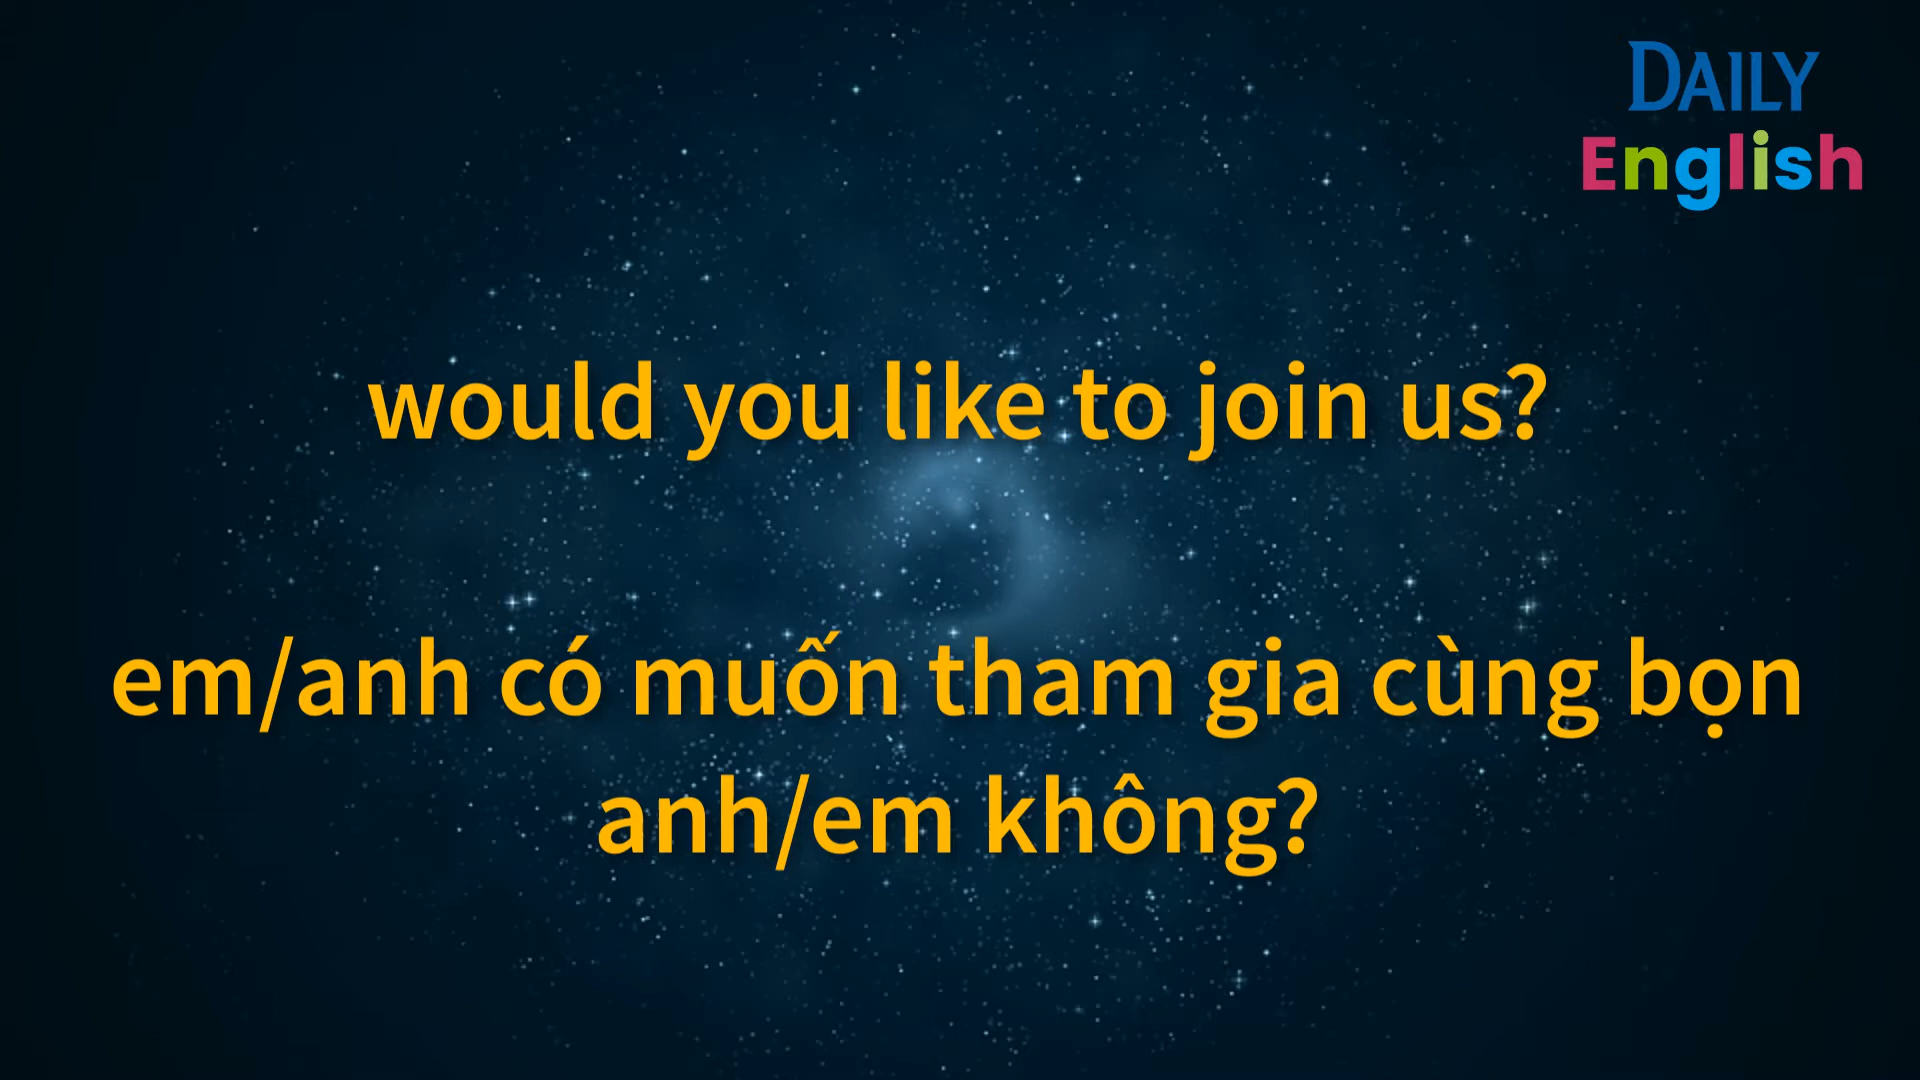 DAILY
English
would you like to join us?
em/anh có muốn tham gia cùng bọn
anh/em không?